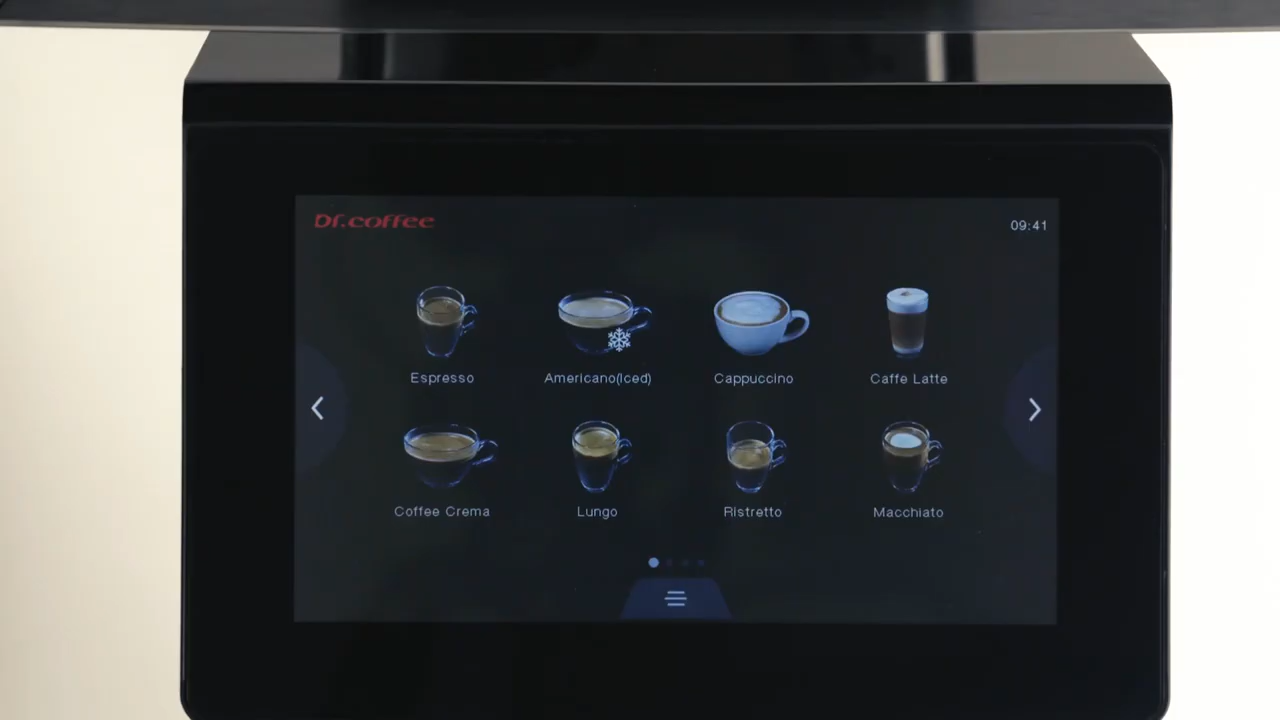 Dr.coffee
09:41
Espresso
Americano(Iced)
Cappuccino
Caffe Latte
Coffee Crema
Lungo
Ristretto
Macchiato